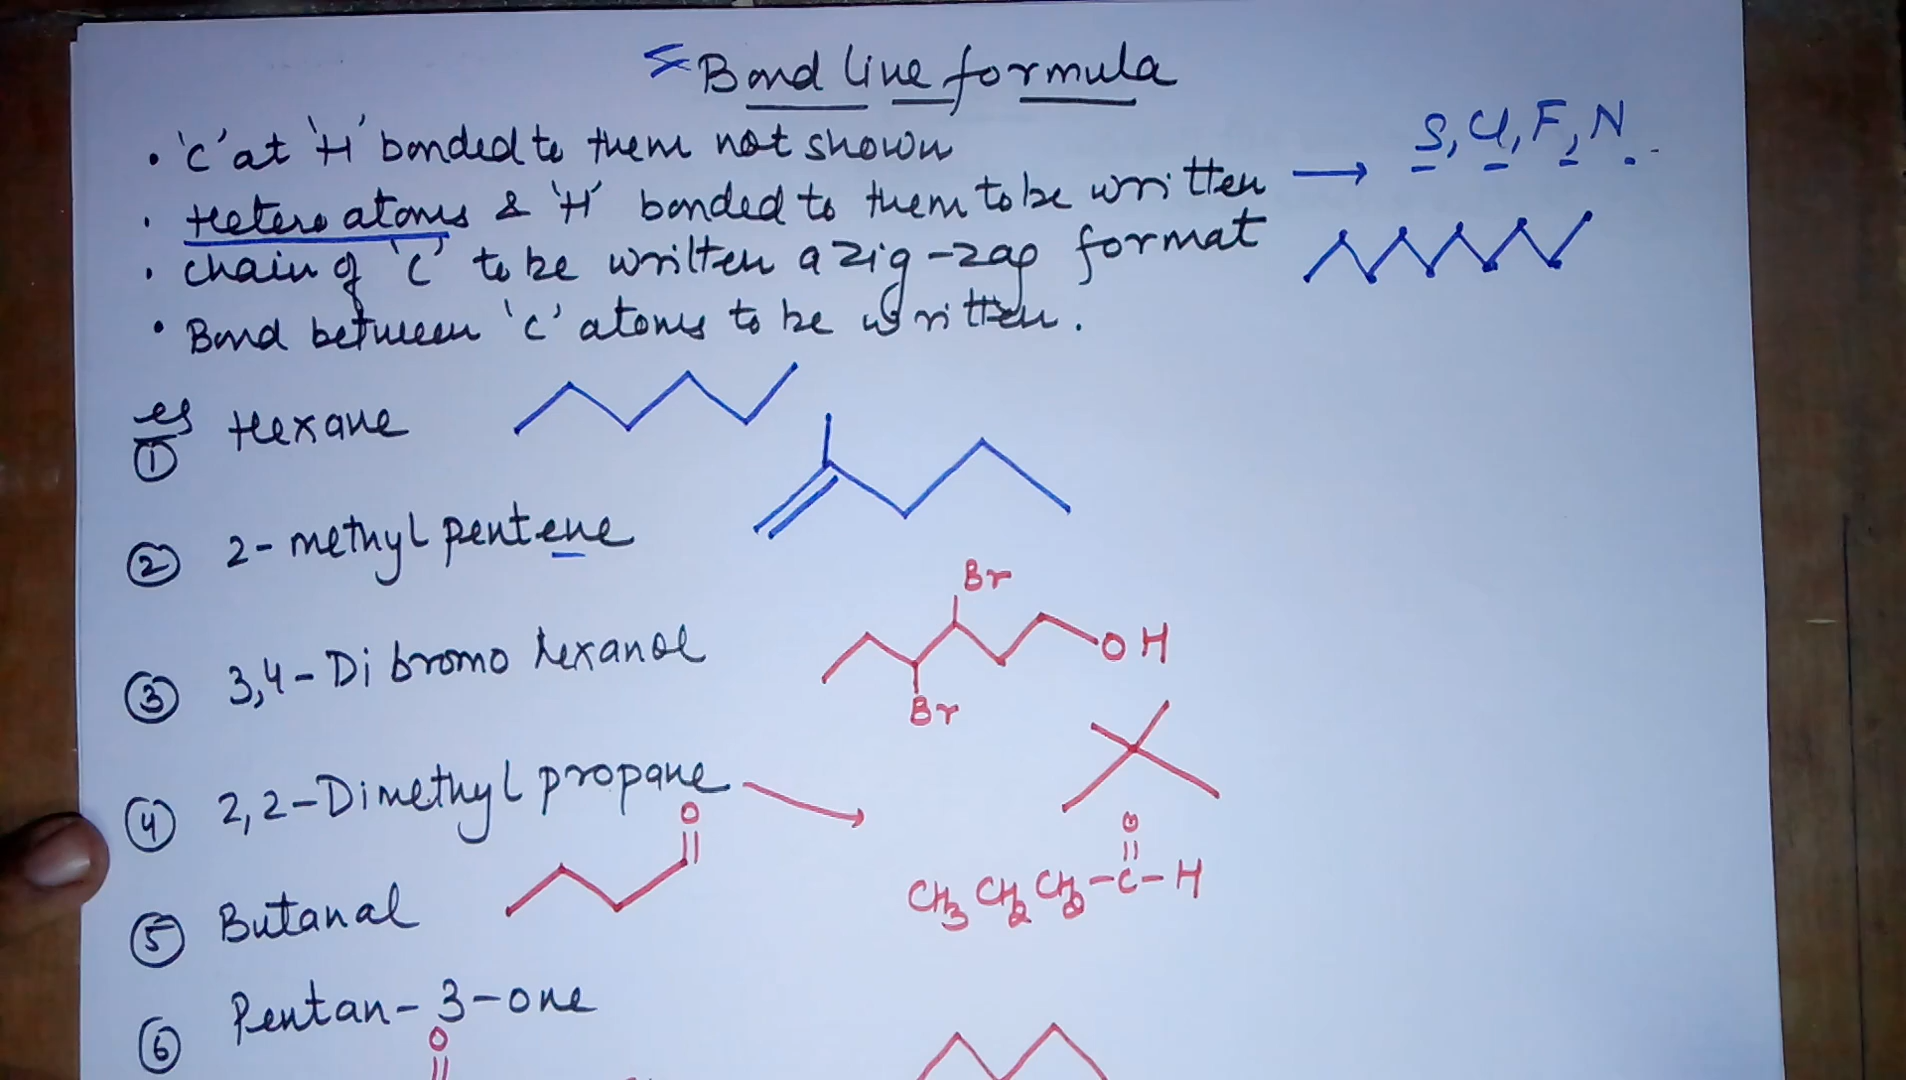 Bond line formula
• 'C' at 'H' bonded to them not shown
• Hetero atoms & 'H' bonded to them to be written → S, Cl, F, N
• chain of 'C' to be written a zig-zag format
• Bond between 'C' atoms to be written.
eg
① Hexane
② 2-methyl pentene
Br
③ 3,4-Dibromo hexanol
OH
Br
④ 2,2-Dimethyl propane
O
O
⑤ Butanal
CH3 CH2 CH2-C-H
⑥ Pentan-3-one
O